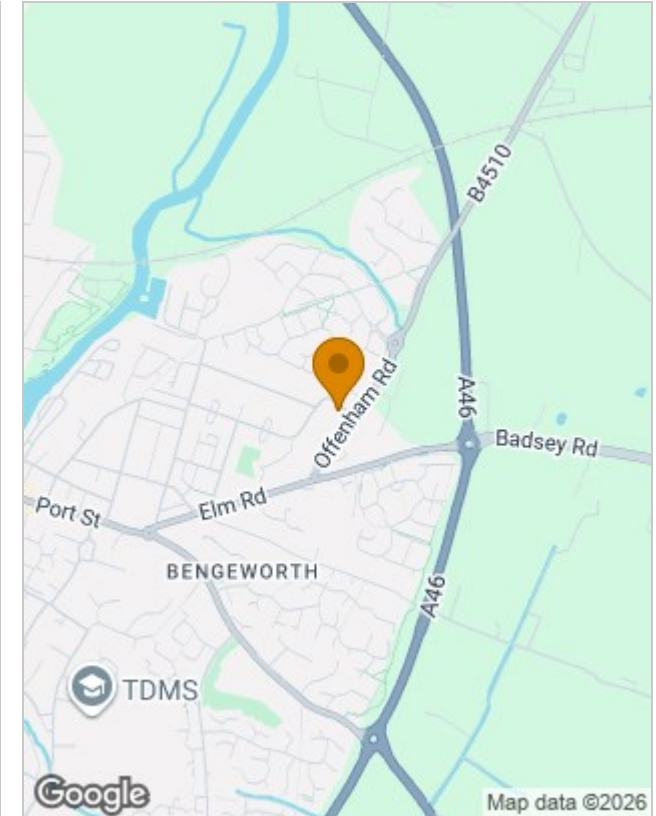 B4510
A46
Offenham Rd
Badsey Rd
Elm Rd
Port St
BENGEWORTH
A46
TDMS
Google
Map data ©2026